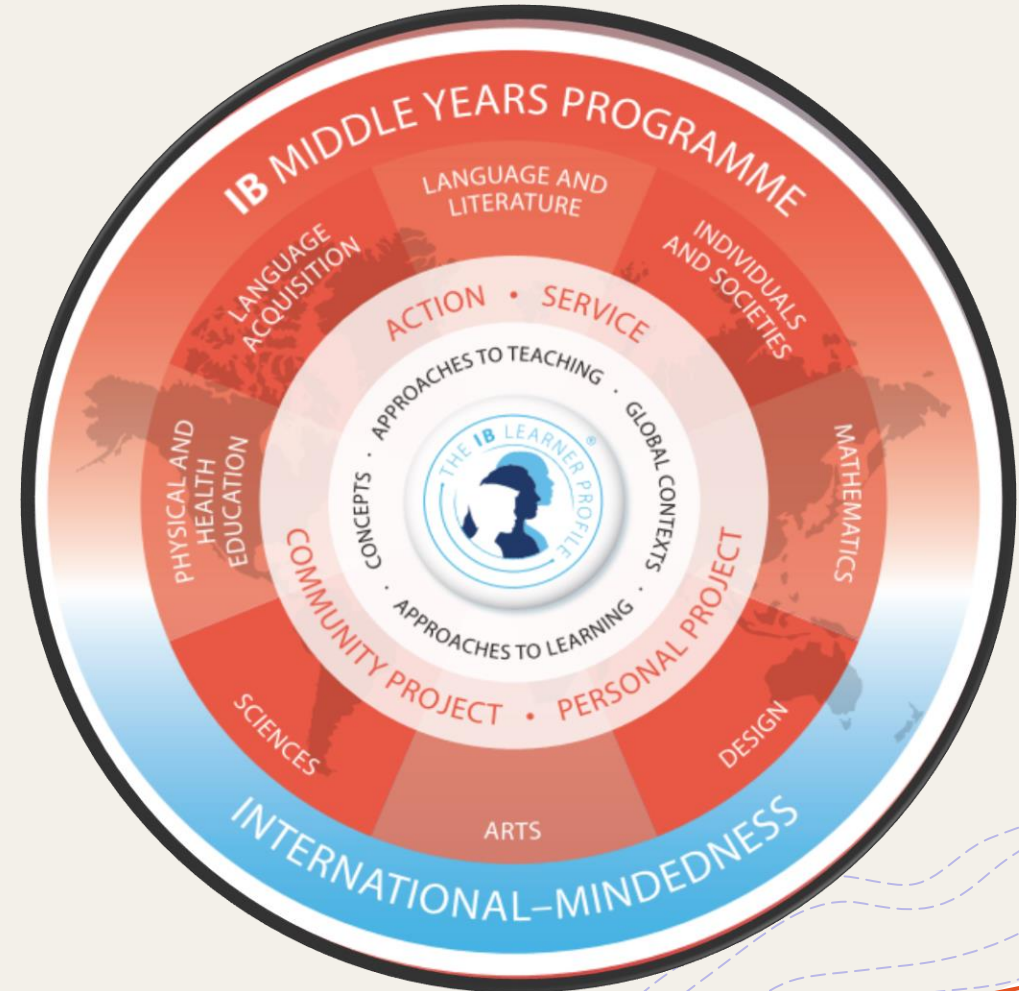 IB MIDDLE YEARS PROGRAMME
LANGUAGE AND
LITERATURE
INDIVIDUALS
AND SOCIETIES
MATHEMATICS
DESIGN
ARTS
SCIENCES
PHYSICAL AND
HEALTH
EDUCATION
LANGUAGE
ACQUISITION
ACTION • SERVICE
PERSONAL PROJECT
COMMUNITY PROJECT •
APPROACHES TO TEACHING ·
GLOBAL CONTEXTS ·
APPROACHES TO LEARNING ·
CONCEPTS ·
THE IB LEARNER PROFILE ®
INTERNATIONAL–MINDEDNESS